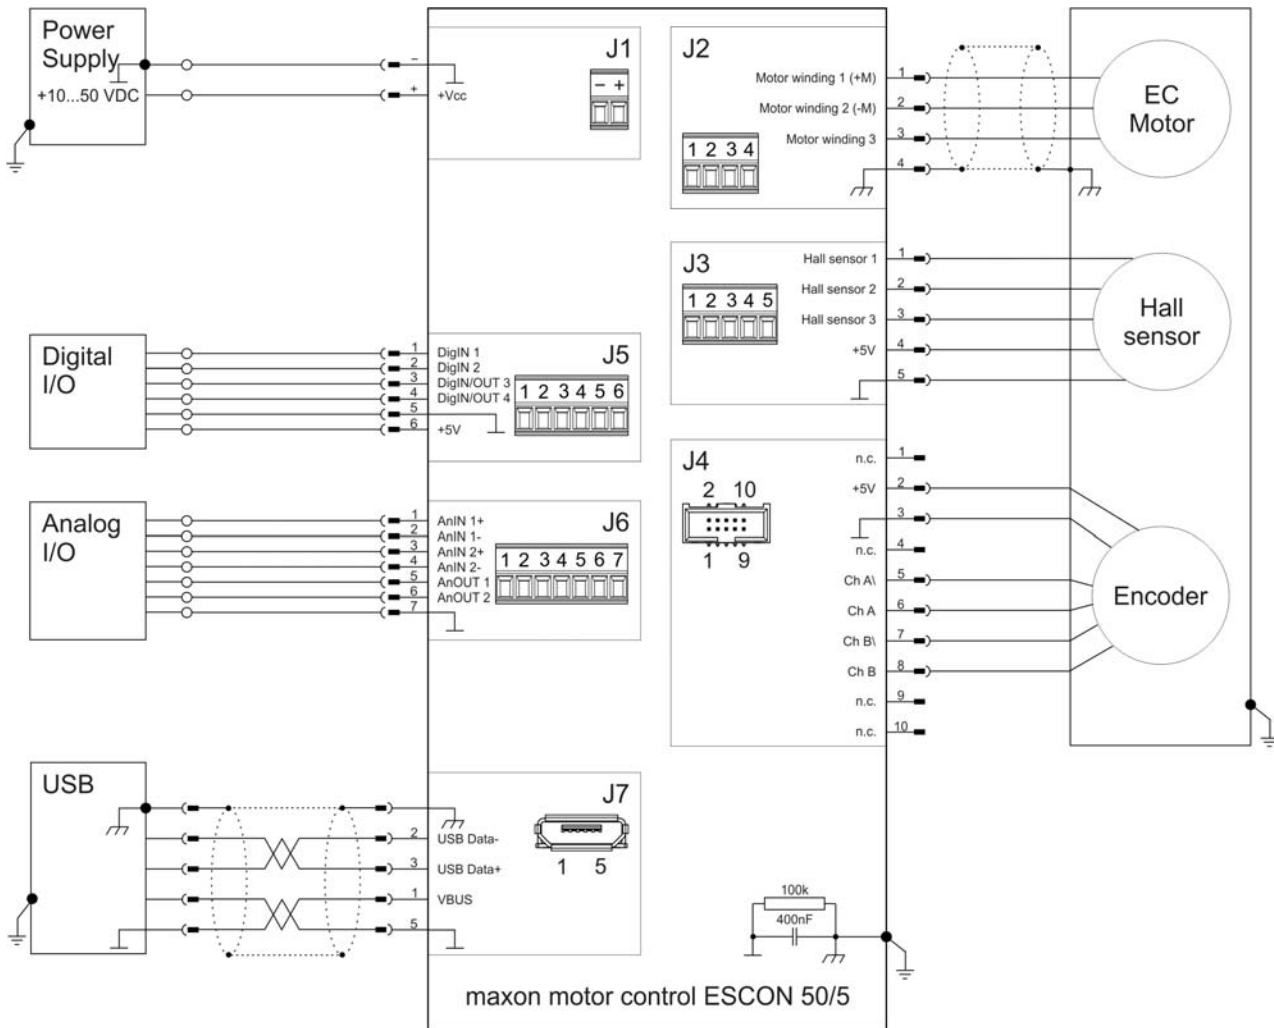 Power
Supply
+10...50 VDC
−
+
+Vcc
J1
− +
J2
Motor winding 1 (+M)
1
Motor winding 2 (-M)
2
Motor winding 3
3
4
1 2 3 4
EC
Motor
J3
Hall sensor 1
1
Hall sensor 2
2
Hall sensor 3
3
+5V
4
5
1 2 3 4 5
Hall
sensor
Digital
I/O
1
DigIN 1
2
DigIN 2
3
DigIN/OUT 3
4
DigIN/OUT 4
5
6
+5V
J5
1 2 3 4 5 6
J4
2 10
1 9
n.c.
1
+5V
2
3
n.c.
4
Ch A\
5
Ch A
6
Ch B\
7
Ch B
8
n.c.
9
n.c.
10
Encoder
Analog
I/O
1
AnIN 1+
2
AnIN 1-
3
AnIN 2+
4
AnIN 2-
5
AnOUT 1
6
AnOUT 2
7
J6
1 2 3 4 5 6 7
USB
2
USB Data-
3
USB Data+
1
VBUS
5
J7
1 5
100k
400nF
maxon motor control ESCON 50/5